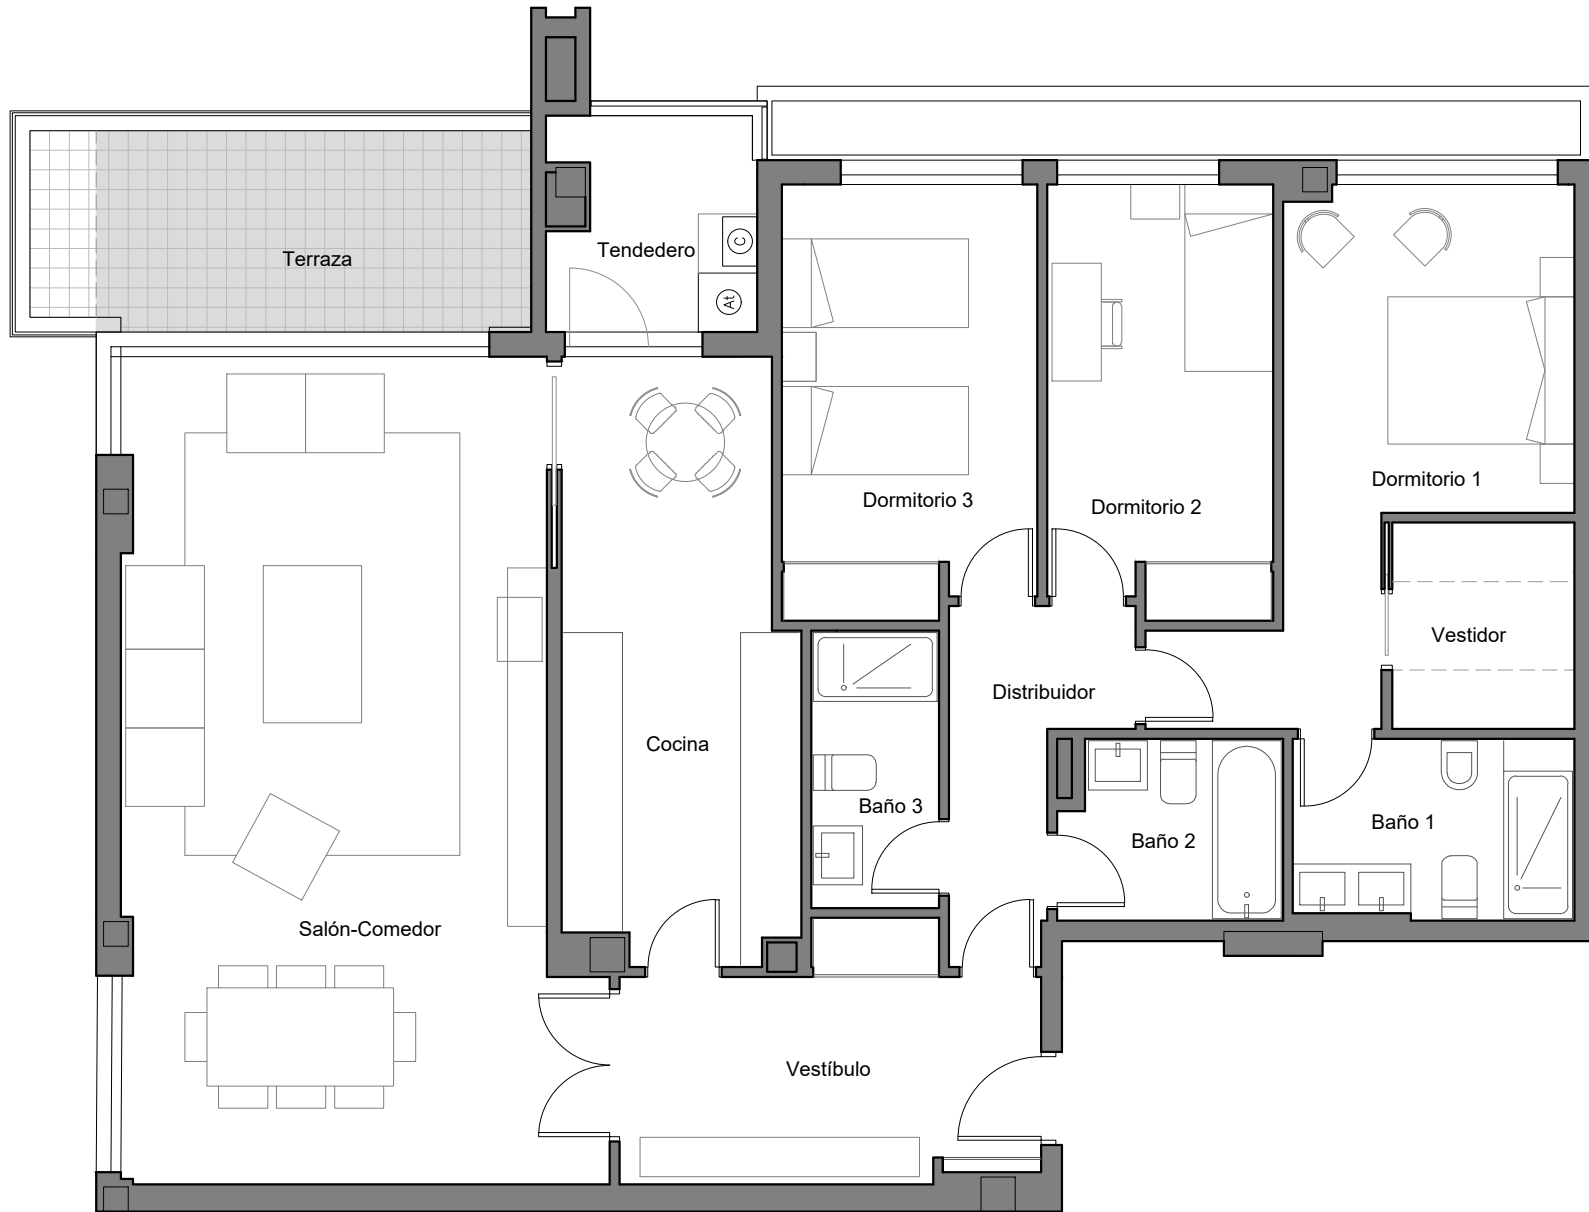 Terraza
Tendedero
C
At
Dormitorio 3
Dormitorio 2
Dormitorio 1
Vestidor
Distribuidor
Cocina
Baño 3
Baño 2
Baño 1
Salón-Comedor
Vestíbulo